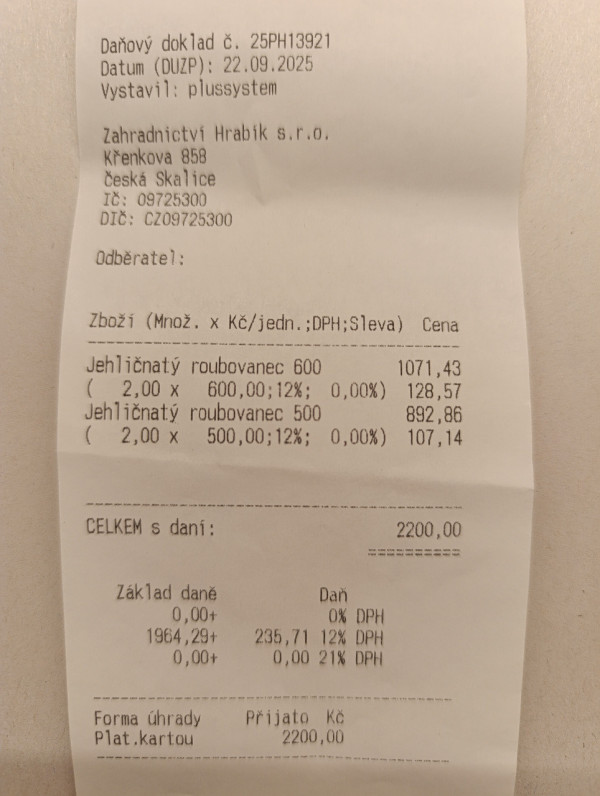 Daňový doklad č. 25PH13921
Datum (DUZP): 22.09.2025
Vystavil: plussystem
Zahradnictví Hrabík s.r.o.
Křenkova 858
Česká Skalice
IČ: 09725300
DIČ: CZ09725300
Odběratel:
Zboží (Množ. x Kč/jedn.;DPH;Sleva) Cena
Jehličnatý roubovanec 600 1071,43
( 2,00 x 600,00;12%; 0,00%) 128,57
Jehličnatý roubovanec 500 892,86
( 2,00 x 500,00;12%; 0,00%) 107,14
CELKEM s daní: 2200,00
==========
Základ daně Daň
0,00+ 0% DPH
1964,29+ 235,71 12% DPH
0,00+ 0,00 21% DPH
Forma úhrady Přijato Kč
Plat.kartou 2200,00